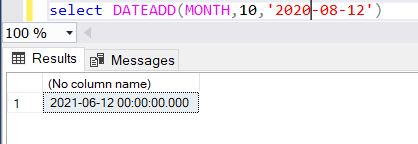 select DATEADD(MONTH,10,'2020-08-12')
100 %
Results Messages
(No column name)
1 2021-06-12 00:00:00.000